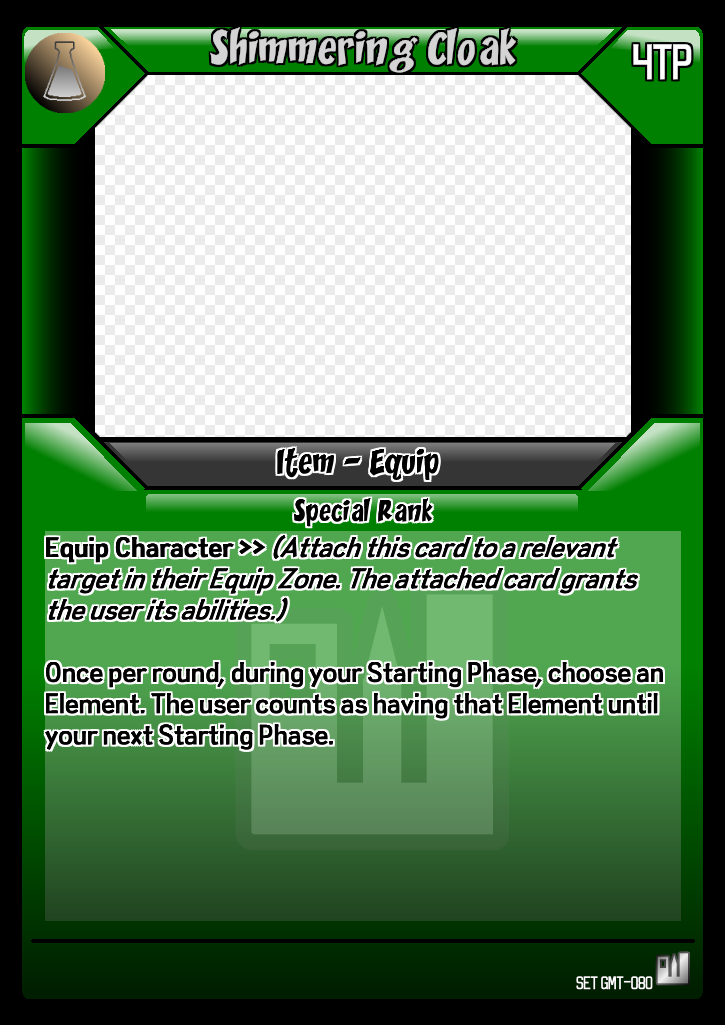 Shimmering Cloak
4TP
Item - Equip
Special Rank
Equip Character >> (Attach this card to a relevant
target in their Equip Zone. The attached card grants
the user its abilities.)
Once per round, during your Starting Phase, choose an
Element. The user counts as having that Element until
your next Starting Phase.
SET GMT-080